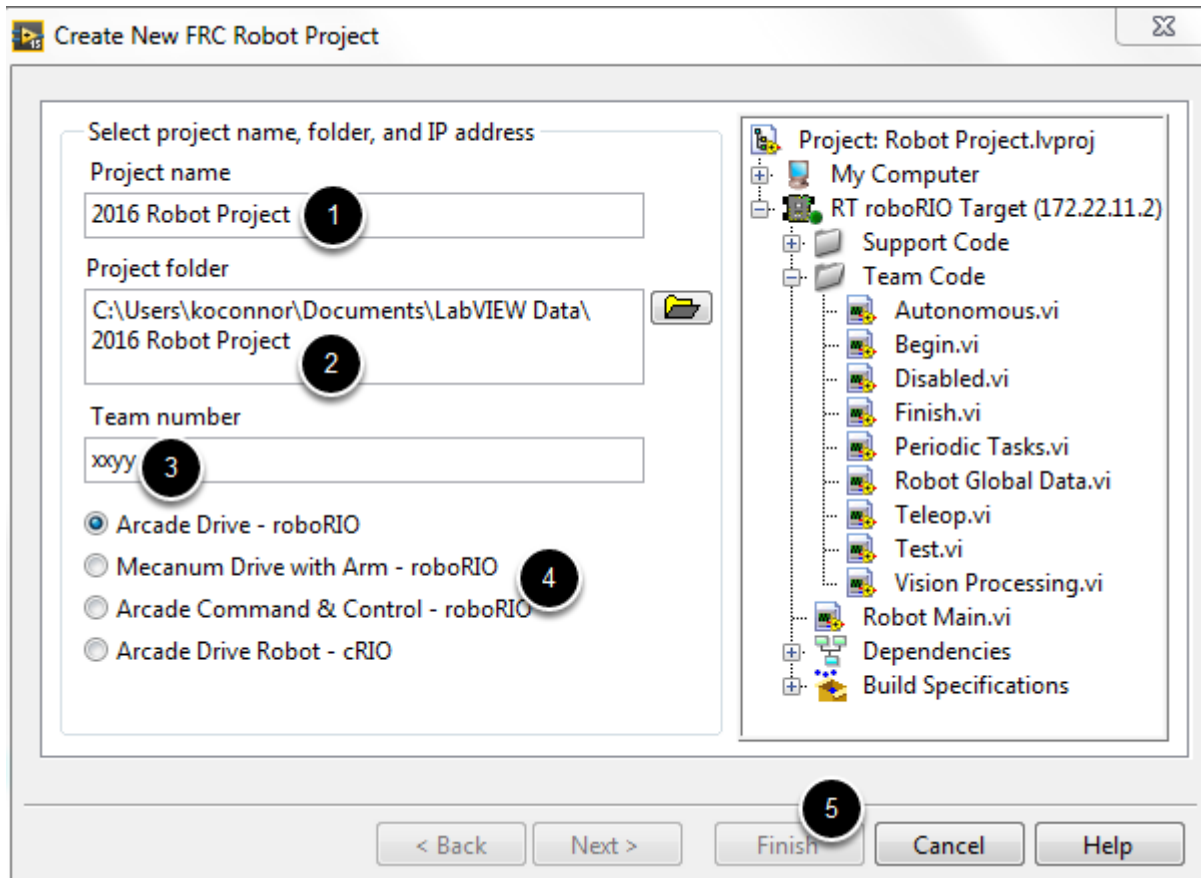 Create New FRC Robot Project
Select project name, folder, and IP address
Project name
2016 Robot Project
1
Project folder
C:\Users\koconnor\Documents\LabVIEW Data\
2016 Robot Project
2
Team number
xxyy
3
Arcade Drive - roboRIO
Mecanum Drive with Arm - roboRIO
4
Arcade Command & Control - roboRIO
Arcade Drive Robot - cRIO
Project: Robot Project.lvproj
My Computer
RT roboRIO Target (172.22.11.2)
Support Code
Team Code
Autonomous.vi
Begin.vi
Disabled.vi
Finish.vi
Periodic Tasks.vi
Robot Global Data.vi
Teleop.vi
Test.vi
Vision Processing.vi
Robot Main.vi
Dependencies
Build Specifications
5
< Back
Next >
Finish
Cancel
Help